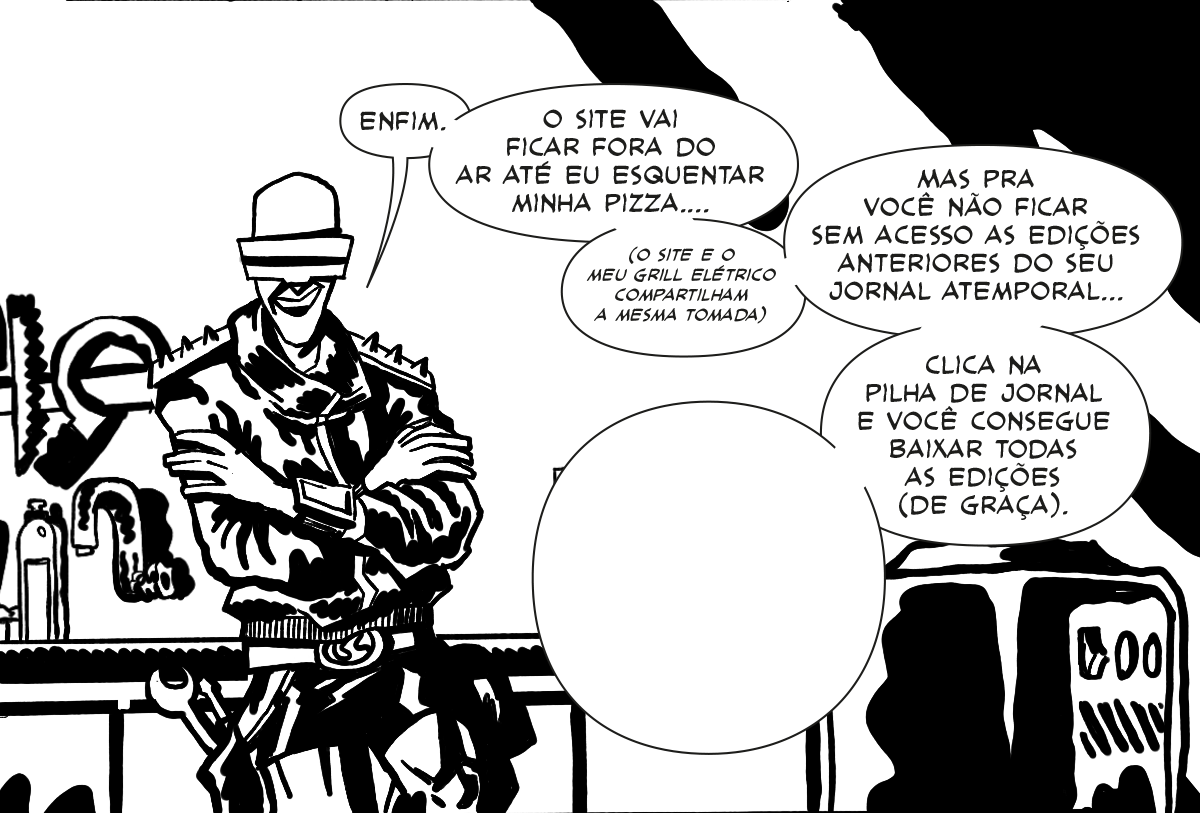 ENFIM.
O SITE VAI
FICAR FORA DO
AR ATÉ EU ESQUENTAR
MINHA PIZZA....
(O SITE E O
MEU GRILL ELÉTRICO
COMPARTILHAM
A MESMA TOMADA)
MAS PRA
VOCÊ NÃO FICAR
SEM ACESSO AS EDIÇÕES
ANTERIORES DO SEU
JORNAL ATEMPORAL...
CLICA NA
PILHA DE JORNAL
E VOCÊ CONSEGUE
BAIXAR TODAS
AS EDIÇÕES
(DE GRAÇA).